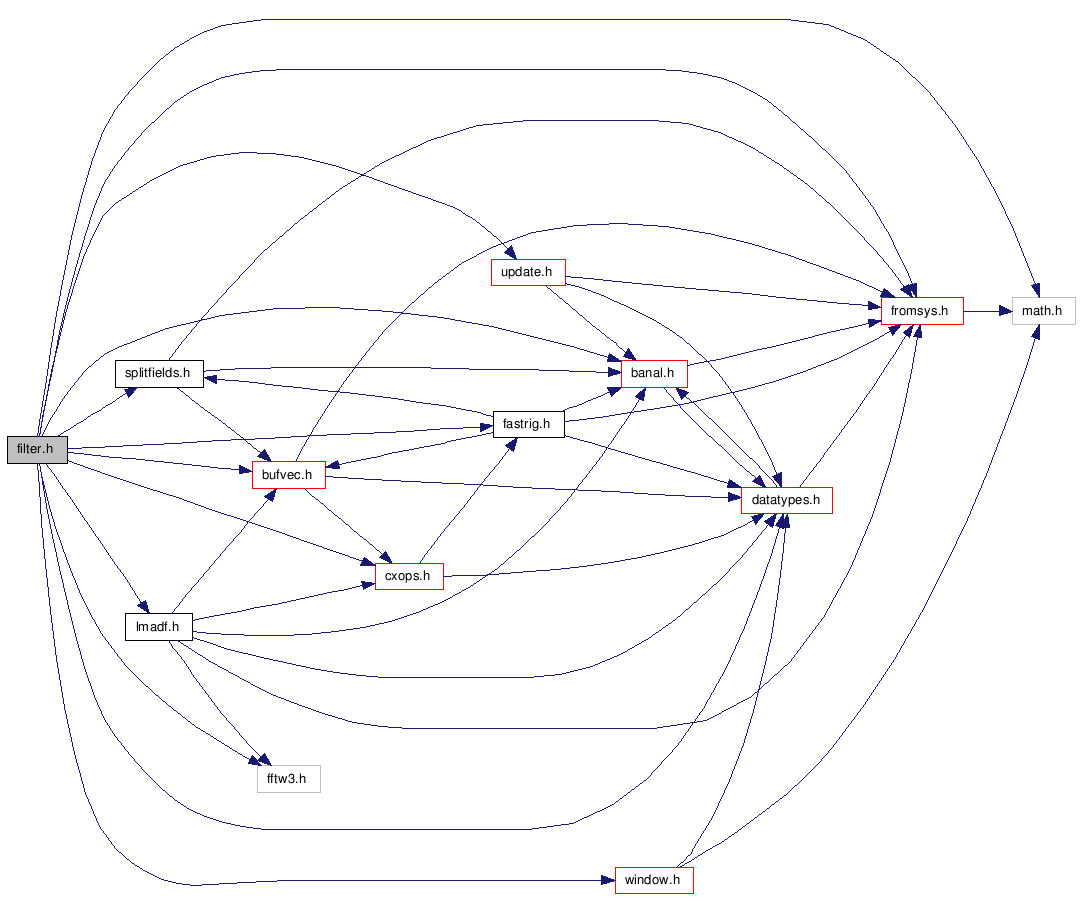 update.h
fromsys.h
math.h
splitfields.h
banal.h
fastrig.h
filter.h
bufvec.h
datatypes.h
cxops.h
lmadf.h
fftw3.h
window.h